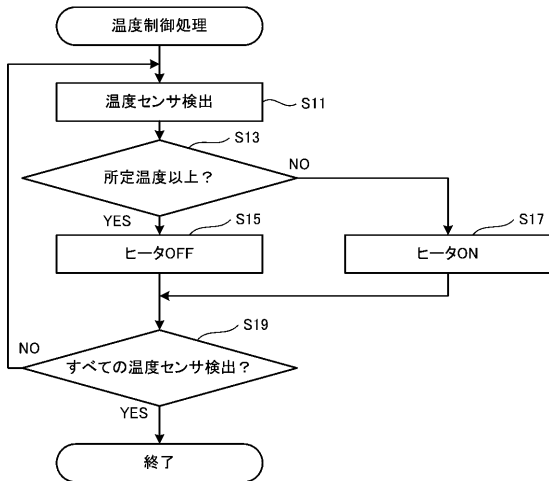 温度制御処理
温度センサ検出
S11
S13
所定温度以上？
NO
YES
S15
S17
ヒータOFF
ヒータON
S19
NO
すべての温度センサ検出？
YES
終了